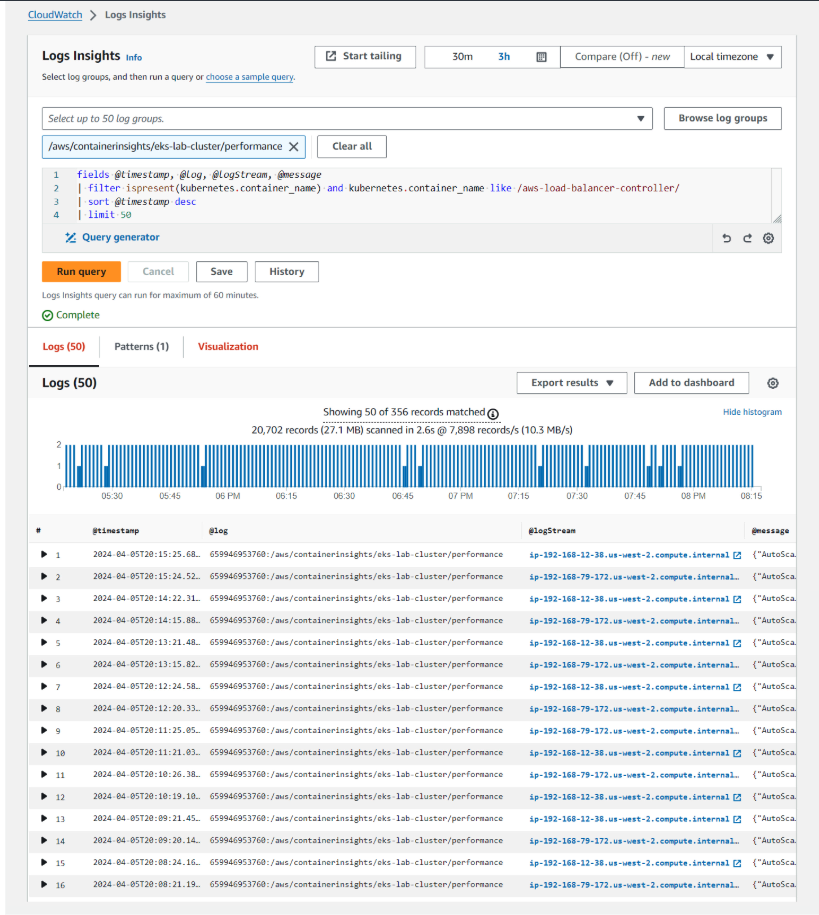 CloudWatch > Logs Insights
Logs Insights Info
Start tailing
30m 3h Compare (Off) - new Local timezone
Select log groups, and then run a query or choose a sample query.
Select up to 50 log groups.
Browse log groups
/aws/containerinsights/eks-lab-cluster/performance
Clear all
1 fields @timestamp, @log, @logStream, @message
2 | filter ispresent(kubernetes.container_name) and kubernetes.container_name like /aws-load-balancer-controller/
3 | sort @timestamp desc
4 | limit 50
Query generator
Run query Cancel Save History
Logs Insights query can run for maximum of 60 minutes.
Complete
Logs (50) Patterns (1) Visualization
Logs (50) Export results Add to dashboard
Showing 50 of 356 records matched
Hide histogram
20,702 records (27.1 MB) scanned in 2.6s @ 7,898 records/s (10.3 MB/s)
2
1
0
05:30 05:45 06 PM 06:15 06:30 06:45 07 PM 07:15 07:30 07:45 08 PM 08:15
# @timestamp @log @logStream @message
1 2024-04-05T20:15:25.68… 659946953760:/aws/containerinsights/eks-lab-cluster/performance ip-192-168-12-38.us-west-2.compute.internal {"AutoSca…
2 2024-04-05T20:15:24.52… 659946953760:/aws/containerinsights/eks-lab-cluster/performance ip-192-168-79-172.us-west-2.compute.internal… {"AutoSca…
3 2024-04-05T20:14:22.31… 659946953760:/aws/containerinsights/eks-lab-cluster/performance ip-192-168-12-38.us-west-2.compute.internal {"AutoSca…
4 2024-04-05T20:14:15.88… 659946953760:/aws/containerinsights/eks-lab-cluster/performance ip-192-168-79-172.us-west-2.compute.internal… {"AutoSca…
5 2024-04-05T20:13:21.48… 659946953760:/aws/containerinsights/eks-lab-cluster/performance ip-192-168-12-38.us-west-2.compute.internal {"AutoSca…
6 2024-04-05T20:13:15.82… 659946953760:/aws/containerinsights/eks-lab-cluster/performance ip-192-168-79-172.us-west-2.compute.internal… {"AutoSca…
7 2024-04-05T20:12:24.58… 659946953760:/aws/containerinsights/eks-lab-cluster/performance ip-192-168-12-38.us-west-2.compute.internal {"AutoSca…
8 2024-04-05T20:12:20.33… 659946953760:/aws/containerinsights/eks-lab-cluster/performance ip-192-168-79-172.us-west-2.compute.internal… {"AutoSca…
9 2024-04-05T20:11:25.05… 659946953760:/aws/containerinsights/eks-lab-cluster/performance ip-192-168-79-172.us-west-2.compute.internal… {"AutoSca…
10 2024-04-05T20:11:21.03… 659946953760:/aws/containerinsights/eks-lab-cluster/performance ip-192-168-12-38.us-west-2.compute.internal {"AutoSca…
11 2024-04-05T20:10:26.38… 659946953760:/aws/containerinsights/eks-lab-cluster/performance ip-192-168-79-172.us-west-2.compute.internal… {"AutoSca…
12 2024-04-05T20:10:19.10… 659946953760:/aws/containerinsights/eks-lab-cluster/performance ip-192-168-12-38.us-west-2.compute.internal {"AutoSca…
13 2024-04-05T20:09:21.45… 659946953760:/aws/containerinsights/eks-lab-cluster/performance ip-192-168-12-38.us-west-2.compute.internal {"AutoSca…
14 2024-04-05T20:09:20.14… 659946953760:/aws/containerinsights/eks-lab-cluster/performance ip-192-168-79-172.us-west-2.compute.internal… {"AutoSca…
15 2024-04-05T20:08:24.16… 659946953760:/aws/containerinsights/eks-lab-cluster/performance ip-192-168-12-38.us-west-2.compute.internal {"AutoSca…
16 2024-04-05T20:08:21.19… 659946953760:/aws/containerinsights/eks-lab-cluster/performance ip-192-168-79-172.us-west-2.compute.internal… {"AutoSca…